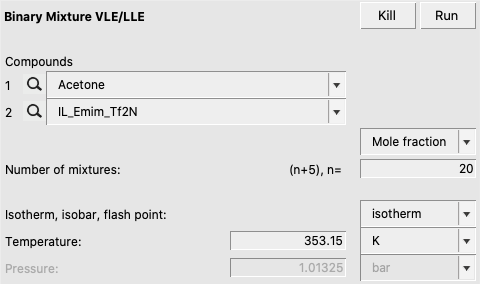 Binary Mixture VLE/LLE Kill Run
Compounds
1 Acetone
2 IL_Emim_Tf2N
Mole fraction
Number of mixtures: (n+5), n= 20
Isotherm, isobar, flash point: isotherm
Temperature: 353.15 K
Pressure: 1.01325 bar